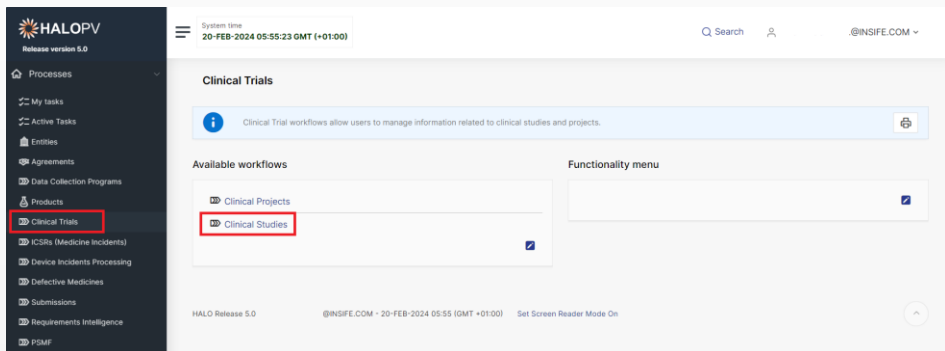 HALOPV
Release version 5.0
System time
20-FEB-2024 05:55:23 GMT (+01:00)
Search
.@INSIFE.COM
Processes
My tasks
Active Tasks
Entities
Agreements
Data Collection Programs
Products
Clinical Trials
ICSRs (Medicine Incidents)
Device Incidents Processing
Defective Medicines
Submissions
Requirements Intelligence
PSMF
Clinical Trials
Clinical Trial workflows allow users to manage information related to clinical studies and projects.
Available workflows
Clinical Projects
Clinical Studies
Functionality menu
HALO Release 5.0
@INSIFE.COM - 20-FEB-2024 05:55 (GMT +01:00)
Set Screen Reader Mode On